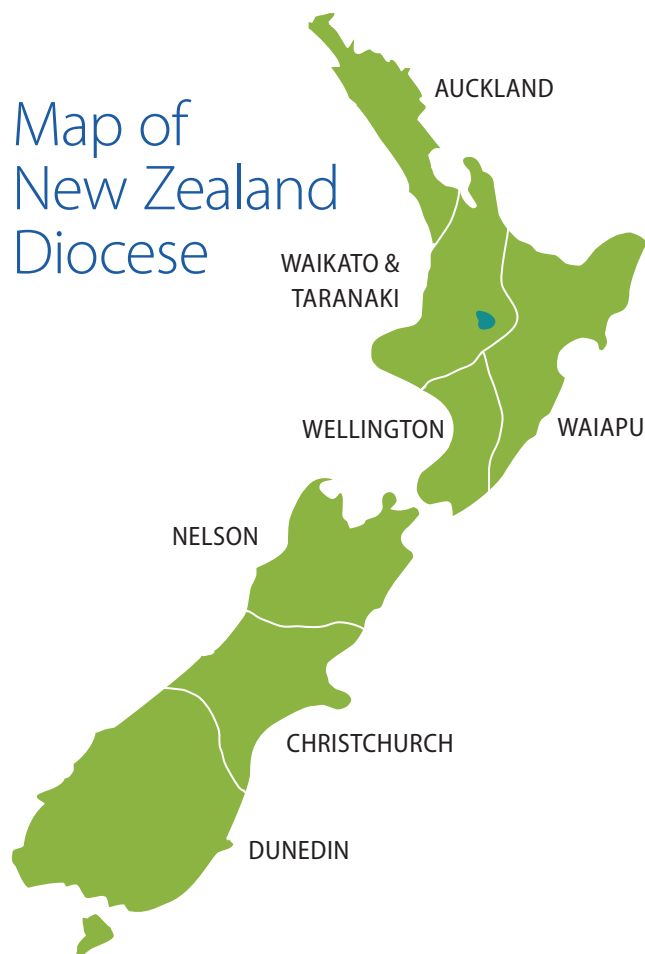 Map of
New Zealand
Diocese
AUCKLAND
WAIKATO &
TARANAKI
WELLINGTON
WAIAPU
NELSON
CHRISTCHURCH
DUNEDIN